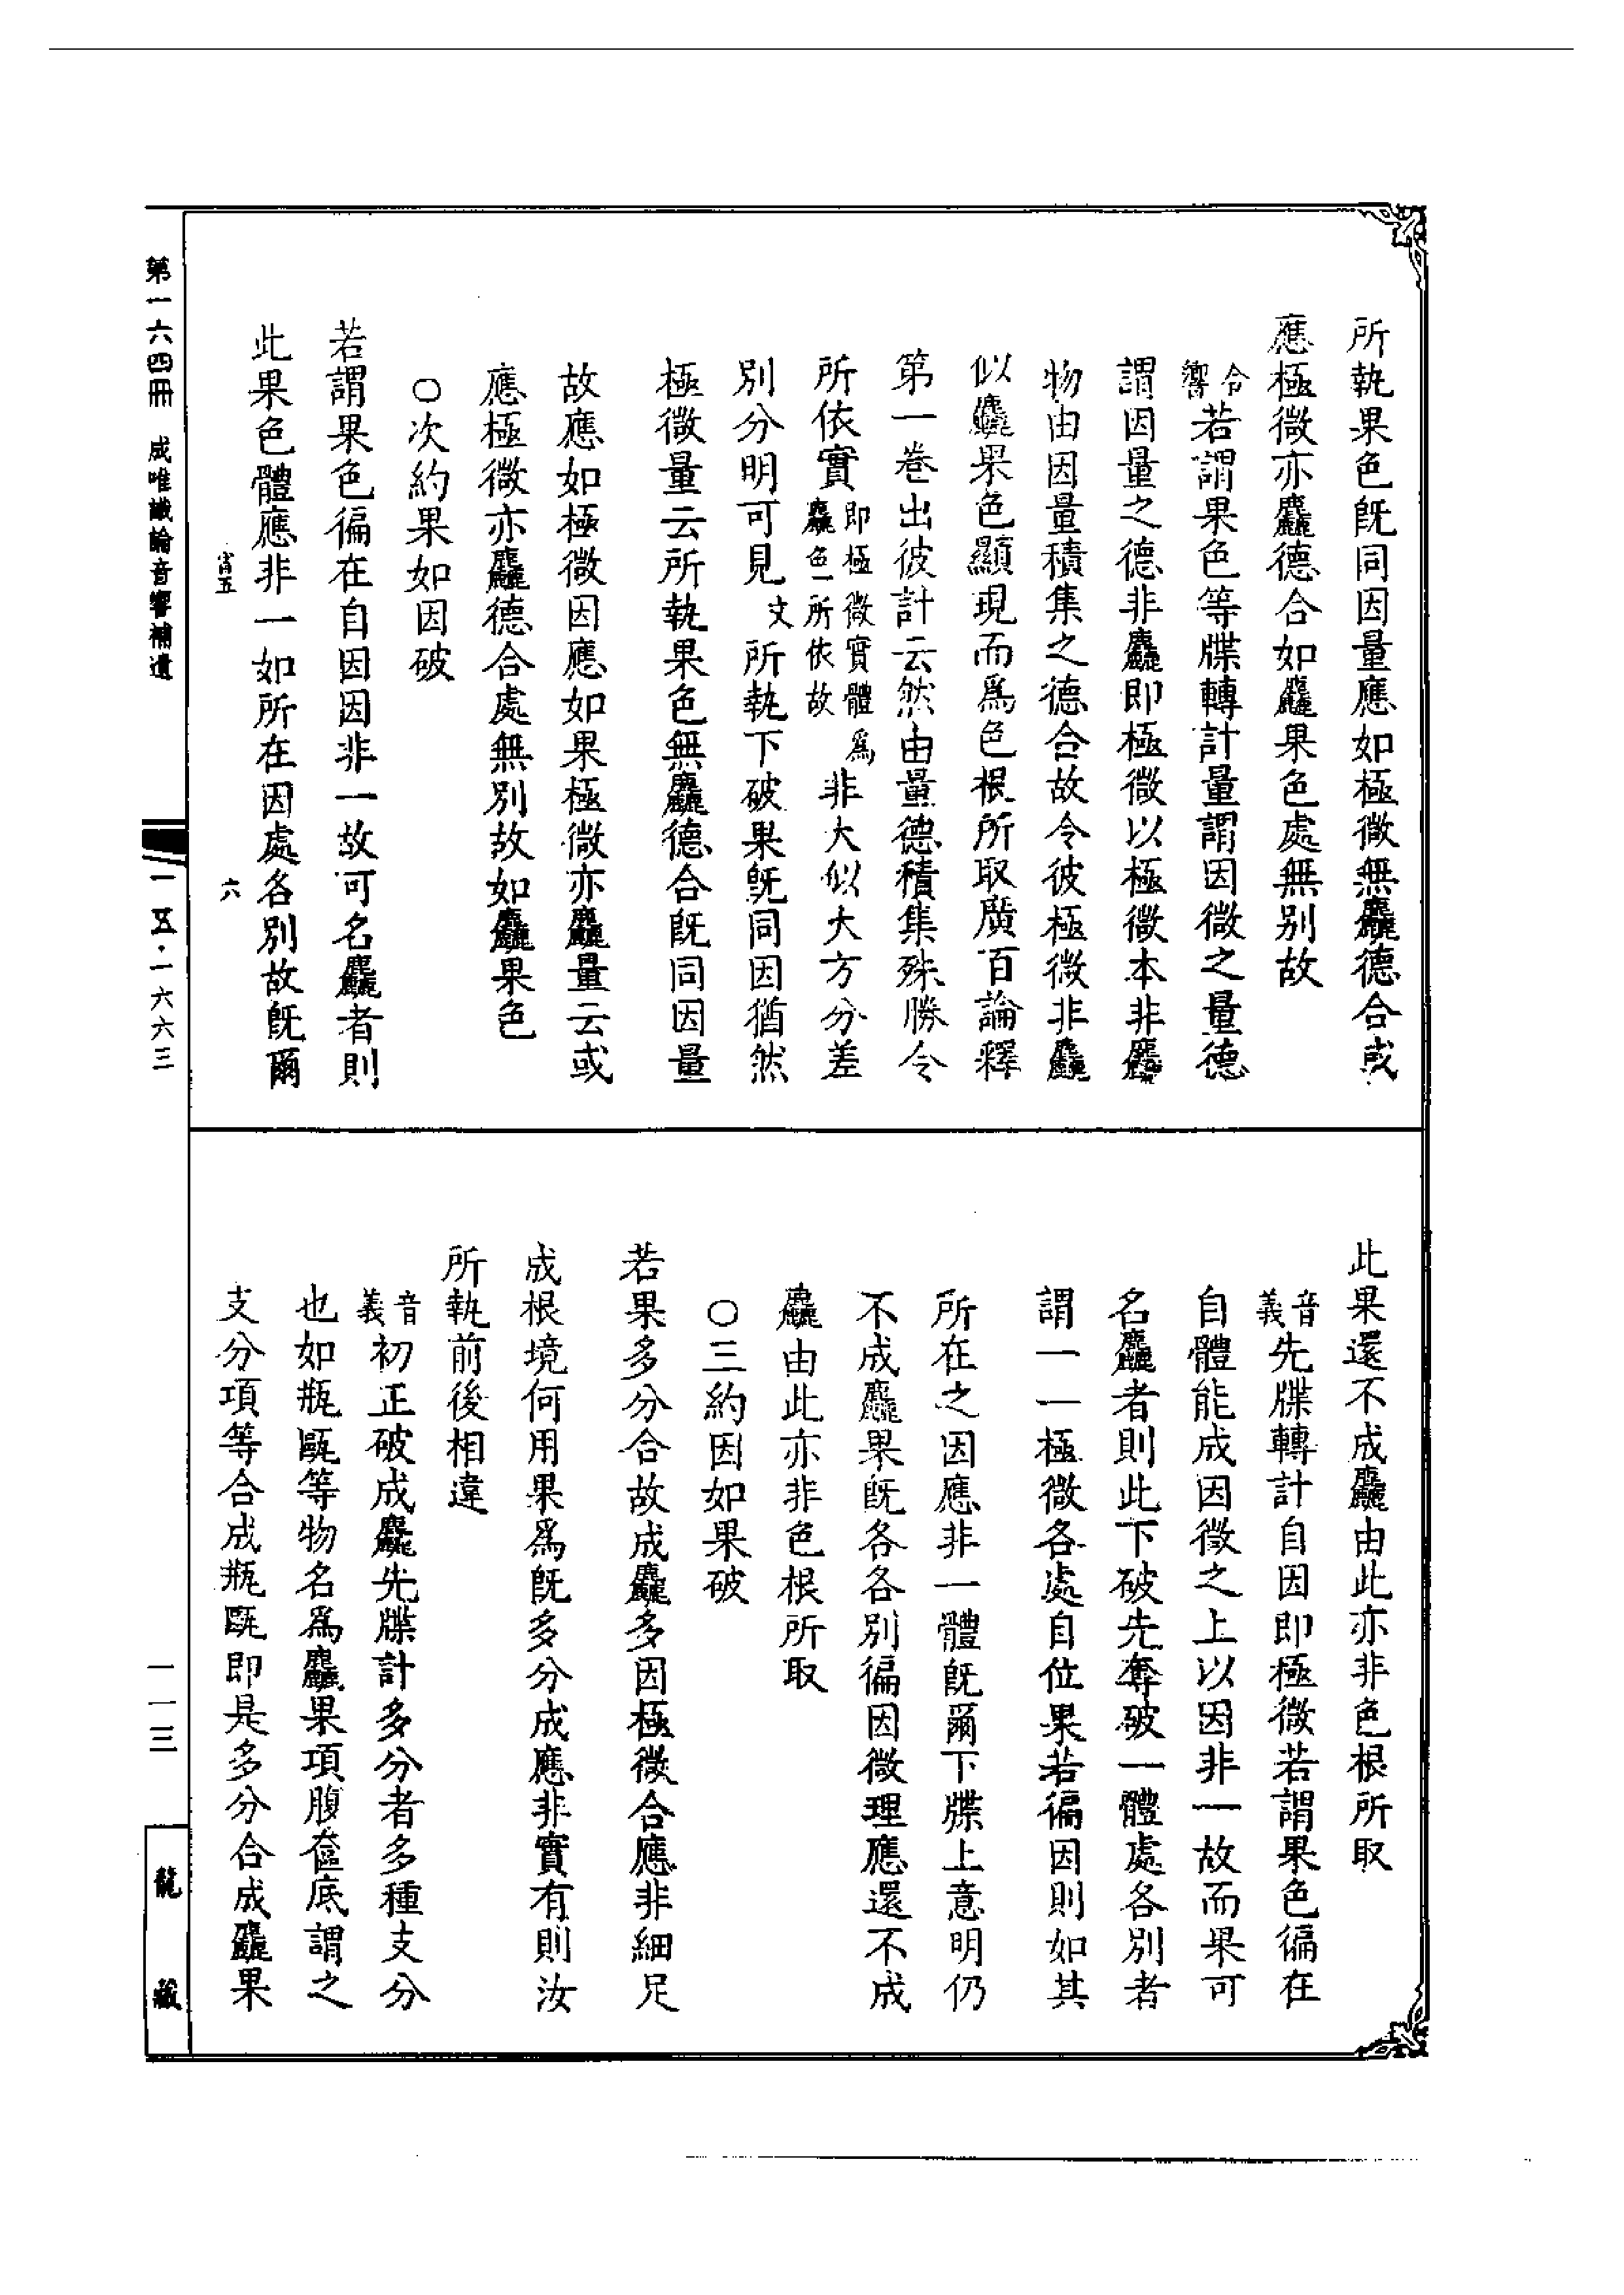 所執果色旣同因量應如極微無麤德合或
應極微亦麤德合如麤果色處無別故
令響若謂果色等牒轉計量謂因微之量德
謂因量之德非麤即極微以極微本非麤
物由因量積集之德合故令彼極微非麤
似麤果色顯現而爲色根所取廣百論釋
第一卷出彼計云然由量德積集殊勝令
所依實即極微實體爲麤色一所依故非大似大方分差
別分明可見文所執下破果旣同因猶然
極微量云所執果色無麤德合旣同因量
故應如極微因應如果極微亦麤量云或
應極微亦麤德合處無別故如麤果色
○次約果如因破
若謂果色徧在自因因非一故可名麤者則
此果色體應非一如所在因處各別故旣爾
六
此果還不成麤由此亦非色根所取
音義先牒轉計自因即極微若謂果色徧在
自體能成因微之上以因非一故而果可
名麤者則此下破先奪破一體處各別者
謂一一極微各處自位果若徧因則如其
所在之因應非一體旣爾下牒上意明仍
不成麤果旣各各別徧因微理應還不成
麤由此亦非色根所取
○三約因如果破
若果多分合故成麤多因極微合應非細足
成根境何用果爲旣多分成應非實有則汝
所執前後相違
音義初正破成麤先牒計多分者多種支分
也如瓶甌等物名爲麤果項腹奩底謂之
支分項等合成瓶甌即是多分合成麤果
第一六四冊　成唯識論音響補遺
一五·一六六三
一一三
龍藏